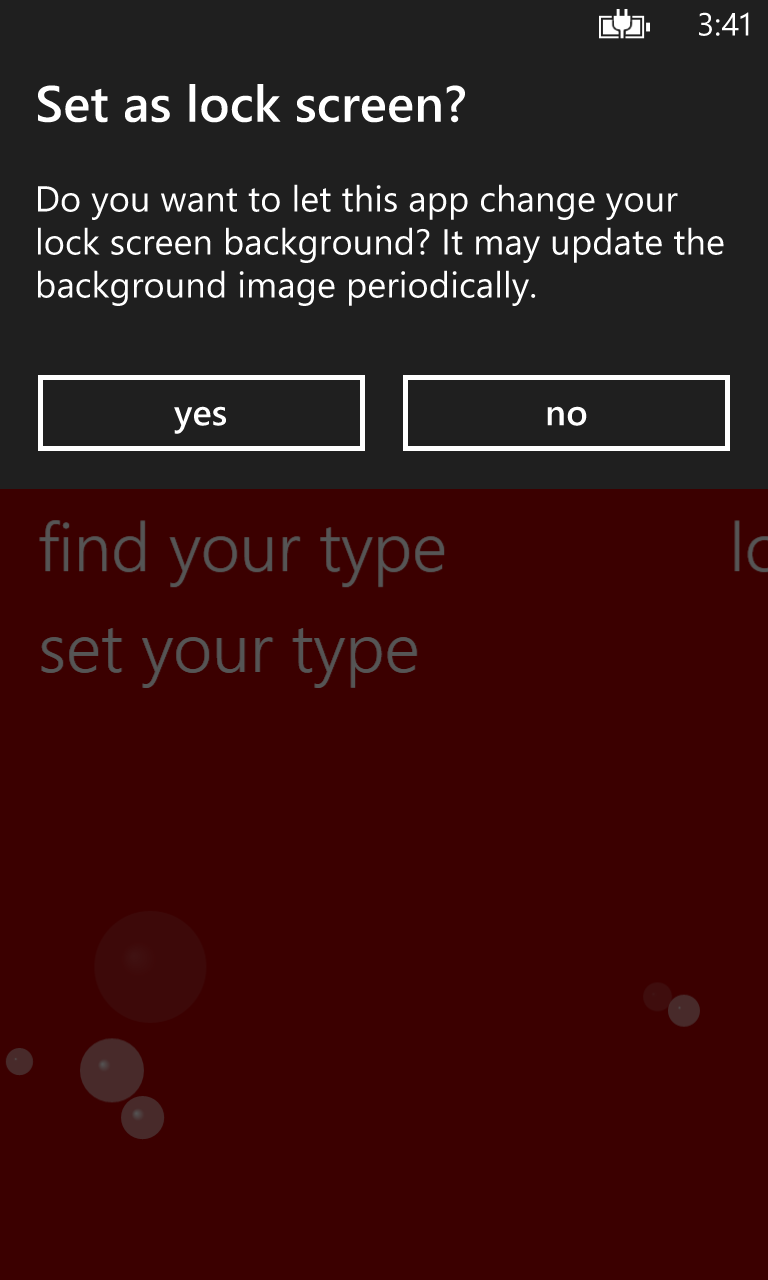 3:41
Set as lock screen?
Do you want to let this app change your
lock screen background? It may update the
background image periodically.
yes no
find your type
set your type